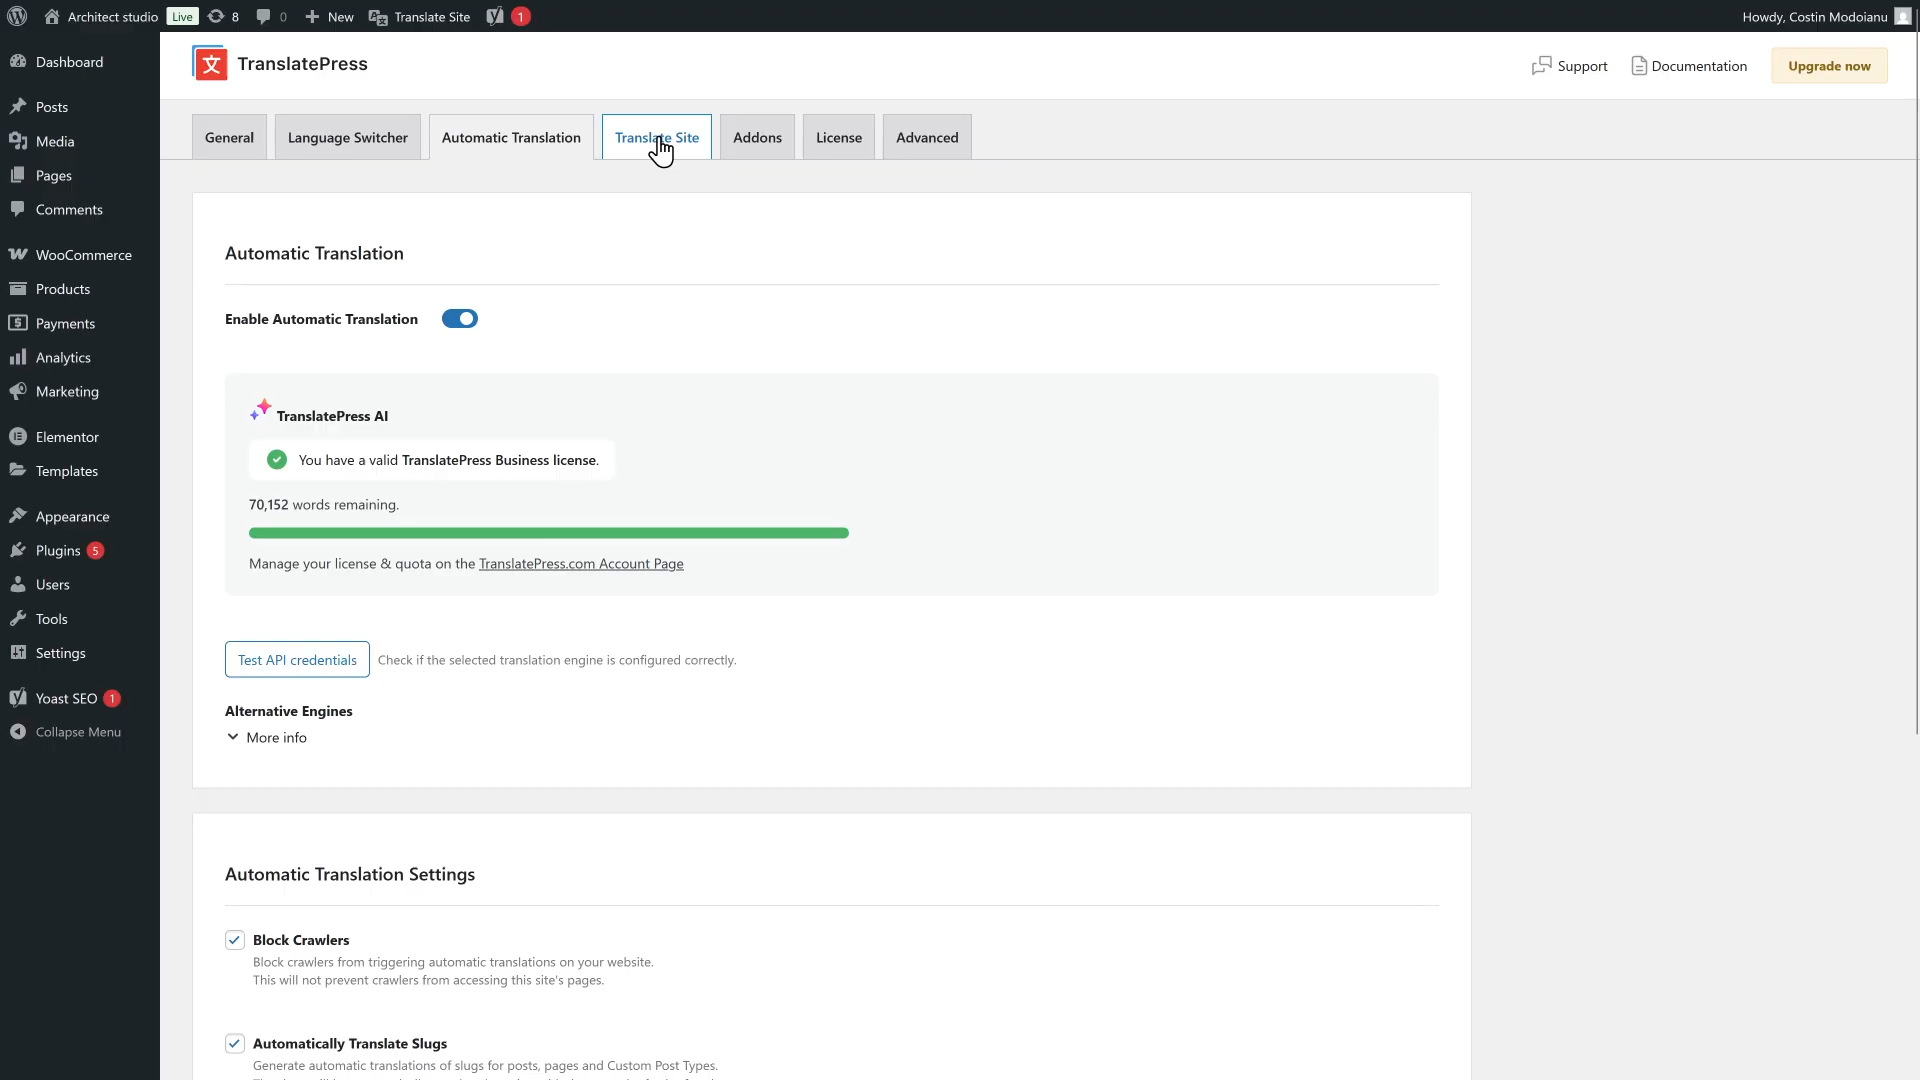 Architect studio Live 8 0 New Translate Site 1 Howdy, Costin Modoianu
Dashboard
Posts
Media
Pages
Comments
WooCommerce
Products
Payments
Analytics
Marketing
Elementor
Templates
Appearance
Plugins 5
Users
Tools
Settings
Yoast SEO 1
Collapse Menu
文 TranslatePress
Support Documentation Upgrade now
General Language Switcher Automatic Translation Translate Site Addons License Advanced
Automatic Translation
Enable Automatic Translation
TranslatePress AI
You have a valid TranslatePress Business license.
70,152 words remaining.
Manage your license & quota on the TranslatePress.com Account Page
Test API credentials Check if the selected translation engine is configured correctly.
Alternative Engines
More info
Automatic Translation Settings
Block Crawlers
Block crawlers from triggering automatic translations on your website.
This will not prevent crawlers from accessing this site's pages.
Automatically Translate Slugs
Generate automatic translations of slugs for posts, pages and Custom Post Types.